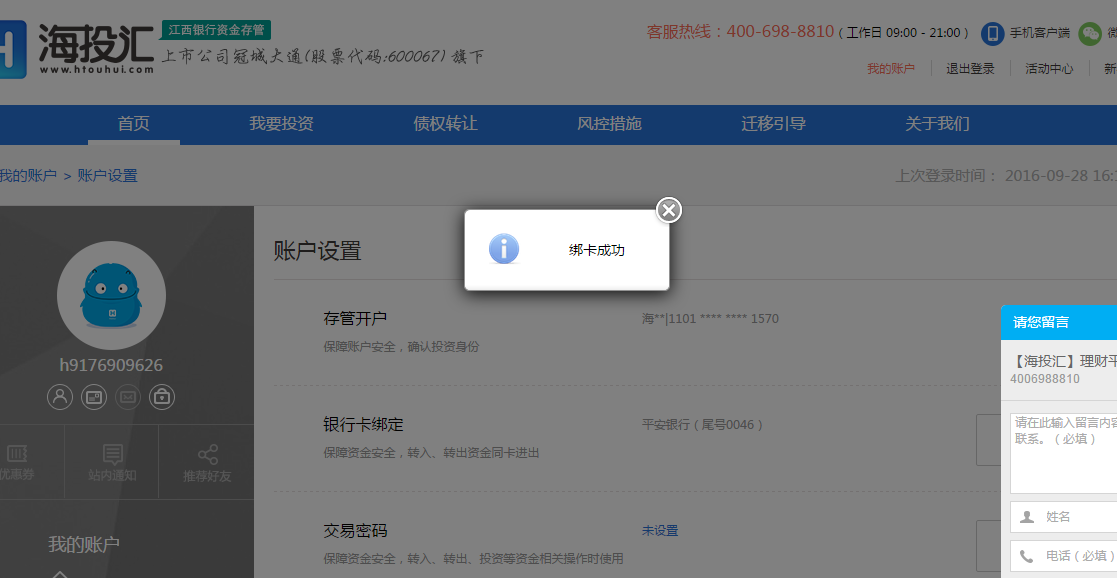 海投汇
www.htouhui.com
江西银行资金存管
上市公司冠城大通(股票代码:600067)旗下
客服热线：400-698-8810 ( 工作日 09:00 - 21:00 )
手机客户端
我的账户
退出登录
活动中心
新
首页
我要投资
债权转让
风控措施
迁移引导
关于我们
我的账户 > 账户设置
上次登录时间： 2016-09-28 16:
绑卡成功
h9176909626
优惠券
站内通知
推荐好友
我的账户
账户设置
存管开户
海**|1101 **** **** 1570
保障账户安全，确认投资身份
银行卡绑定
平安银行（尾号0046 ）
保障资金安全，转入、转出资金同卡进出
交易密码
未设置
保障资金安全，转入、转出、投资等资金相关操作时使用
请您留言
【海投汇】理财平
4006988810
请在此输入留言内容
联系。（必填）
姓名
电话（必填）